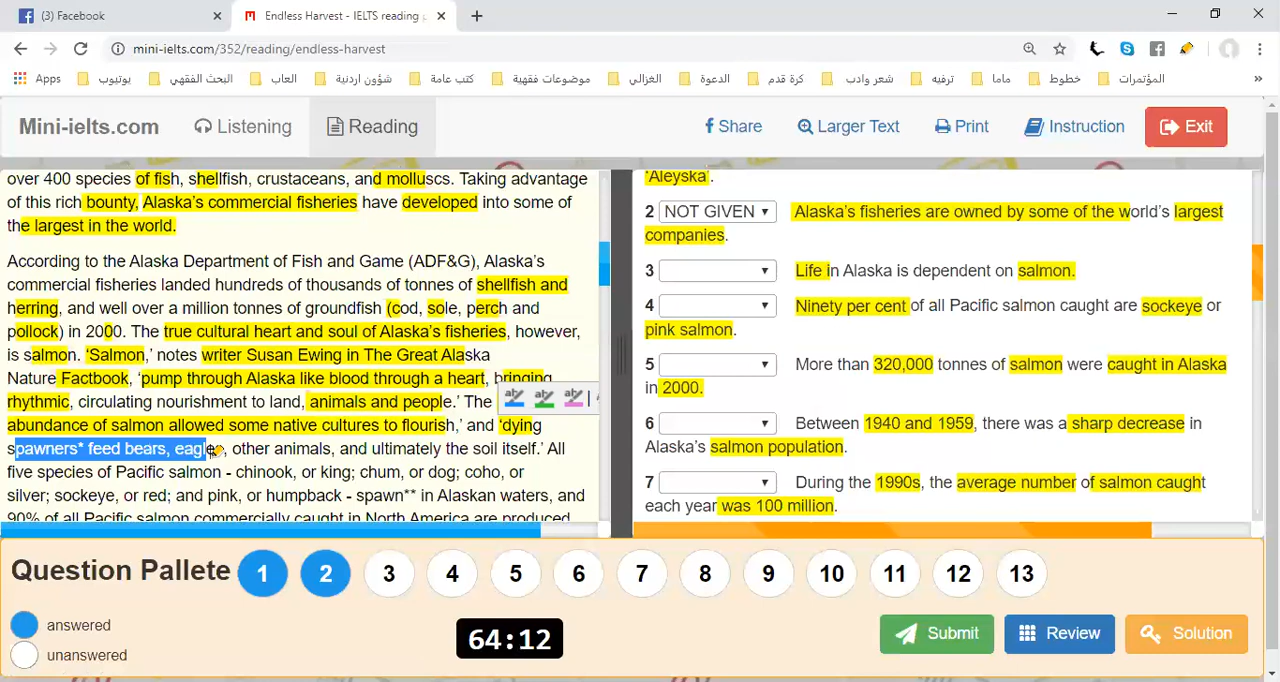 (3) Facebook
Endless Harvest - IELTS reading p
mini-ielts.com/352/reading/endless-harvest
Apps
يوتيوب
البحث الفقهي
العاب
شؤون اردنية
كتب عامة
موضوعات فقهية
الغزالي
الدعوة
كرة قدم
شعر وادب
ترفيه
ماما
خطوط
المؤتمرات
»
Mini-ielts.com
Listening
Reading
Share
Larger Text
Print
Instruction
Exit
over 400 species of fish, shellfish, crustaceans, and molluscs. Taking advantage
of this rich bounty, Alaska's commercial fisheries have developed into some of
the largest in the world.
According to the Alaska Department of Fish and Game (ADF&G), Alaska's
commercial fisheries landed hundreds of thousands of tonnes of shellfish and
herring, and well over a million tonnes of groundfish (cod, sole, perch and
pollock) in 2000. The true cultural heart and soul of Alaska's fisheries, however,
is salmon. 'Salmon,' notes writer Susan Ewing in The Great Alaska
Nature Factbook, 'pump through Alaska like blood through a heart, bringing
rhythmic, circulating nourishment to land, animals and people.' The
abundance of salmon allowed some native cultures to flourish,' and 'dying
spawners* feed bears, eagles, other animals, and ultimately the soil itself.' All
five species of Pacific salmon - chinook, or king; chum, or dog; coho, or
silver; sockeye, or red; and pink, or humpback - spawn** in Alaskan waters, and
90% of all Pacific salmon commercially caught in North America are produced
'Aleyska'.
2 NOT GIVEN Alaska's fisheries are owned by some of the world's largest
companies.
3 Life in Alaska is dependent on salmon.
4 Ninety per cent of all Pacific salmon caught are sockeye or
pink salmon.
5 More than 320,000 tonnes of salmon were caught in Alaska
in 2000.
6 Between 1940 and 1959, there was a sharp decrease in
Alaska's salmon population.
7 During the 1990s, the average number of salmon caught
each year was 100 million.
Question Pallete
1 2 3 4 5 6 7 8 9 10 11 12 13
answered
unanswered
64:12
Submit
Review
Solution